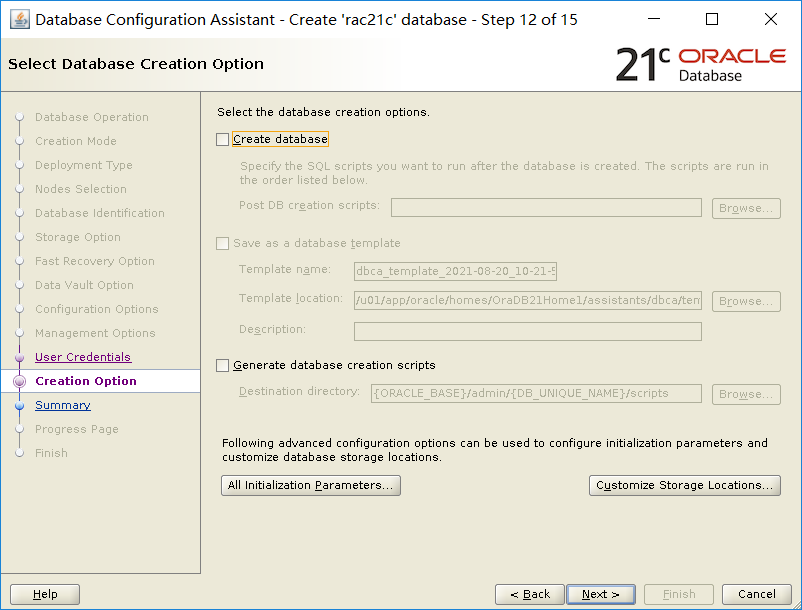 Database Configuration Assistant - Create 'rac21c' database - Step 12 of 15
Select Database Creation Option
21c ORACLE
Database
Database Operation
Creation Mode
Deployment Type
Nodes Selection
Database Identification
Storage Option
Fast Recovery Option
Data Vault Option
Configuration Options
Management Options
User Credentials
Creation Option
Summary
Progress Page
Finish
Select the database creation options.
Create database
Specify the SQL scripts you want to run after the database is created. The scripts are run in
the order listed below.
Post DB creation scripts: Browse...
Save as a database template
Template name: dbca_template_2021-08-20_10-21-5
Template location: /u01/app/oracle/homes/OraDB21Home1/assistants/dbca/tem Browse...
Description:
Generate database creation scripts
Destination directory: {ORACLE_BASE}/admin/{DB_UNIQUE_NAME}/scripts Browse...
Following advanced configuration options can be used to configure initialization parameters and
customize database storage locations.
All Initialization Parameters... Customize Storage Locations...
Help < Back Next > Finish Cancel